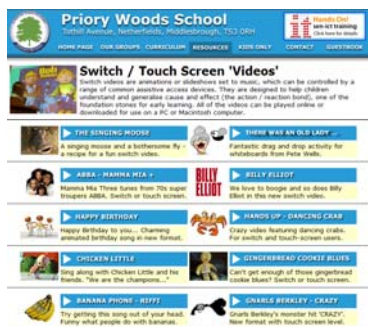 Priory Woods School
Tothill Avenue, Netherfields, Middlesbrough, TS3 0RH
Hands On!
won ict training
Click here for details
HOME PAGE OUR GROUPS CURRICULUM RESOURCES KIDS ONLY CONTACT GUESTBOOK
Switch / Touch Screen 'Videos'
Switch videos are animations or slideshows set to music, which can be controlled by a
range of common assistive access devices. They are designed to help children
understand and generalise cause and effect (the action / reaction bond), one of the
foundation stones for early learning. All of the videos can be played online or
downloaded for use on a PC or Macintosh computer.
THE SINGING MOOSE
A singing moose and a bothersome fly -
a recipe for a fun switch video.
THERE WAS AN OLD LADY ...
Fantastic drag and drop activity for
whiteboards from Pete Wells.
ABBA - MAMMA MIA +
Mamma Mia Three tunes from 70s super
troupers ABBA. Switch or touch screen.
BILLY ELLIOT
BILLY ELLIOT
We love to boogie and so does Billy
Elliot in this new switch video.
HAPPY BIRTHDAY
Happy Birthday to you... Charming
animated birthday song in new format.
HANDS UP - DANCING CRAB
Crazy video featuring dancing crabs.
For switch and touch-screen users.
CHICKEN LITTLE
Sing along with Chicken Little and his
friends. "We are the champions..."
GINGERBREAD COOKIE BLUES
Can't get enough of those gingerbread
cookie blues? Switch or touch screen.
BANANA PHONE - RIFFI
Try getting this song out of your head.
Funny what people do with bananas.
GNARLS BERKLEY - CRAZY
Gnarls Berkley's monster hit 'CRAZY'.
New format with touch screen level.